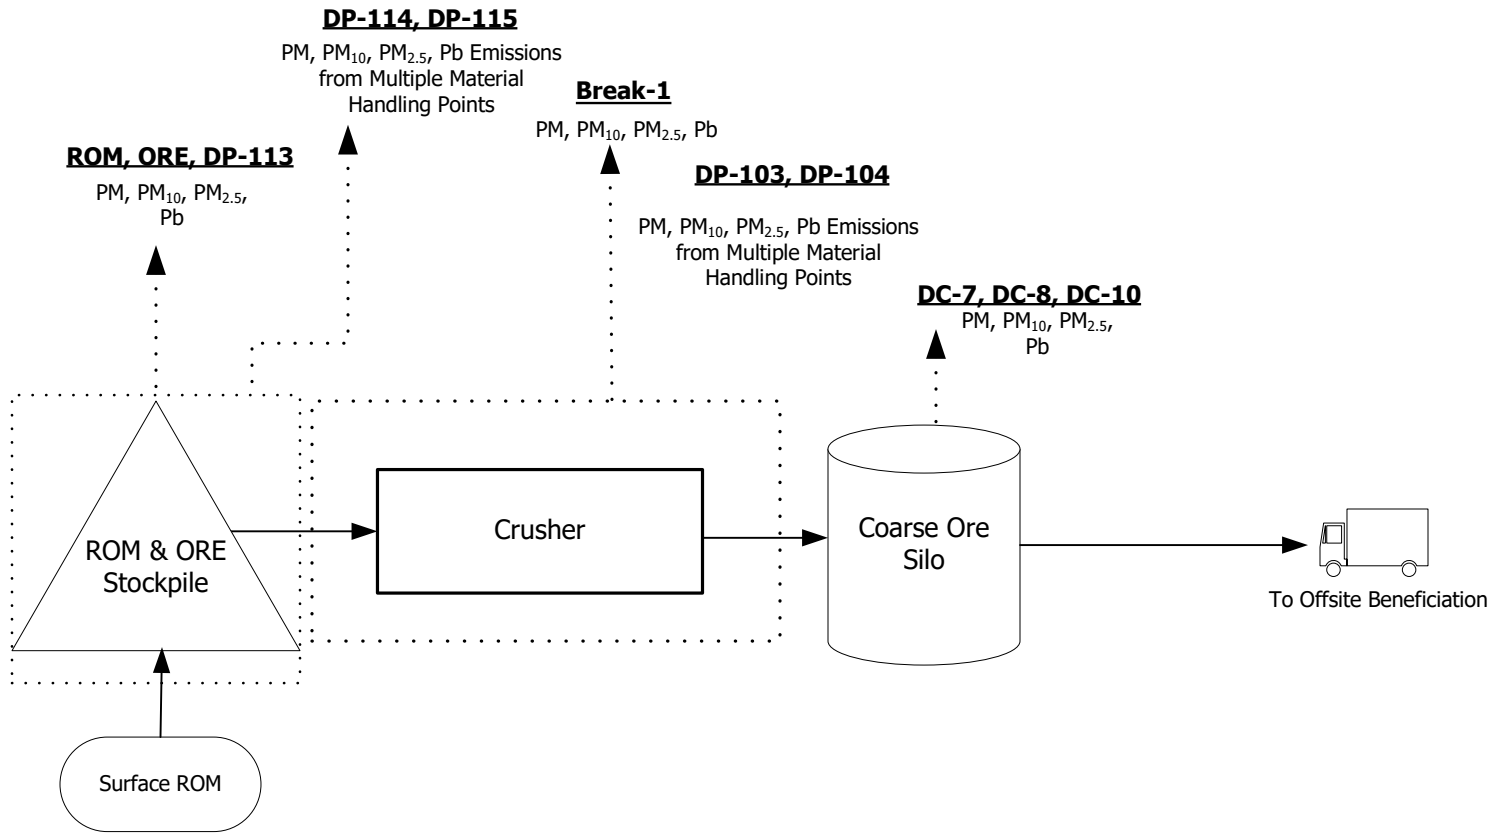 DP-114, DP-115
PM, PM₁₀, PM₂.₅, Pb Emissions
from Multiple Material
Handling Points
Break-1
PM, PM₁₀, PM₂.₅, Pb
ROM, ORE, DP-113
PM, PM₁₀, PM₂.₅,
Pb
DP-103, DP-104
PM, PM₁₀, PM₂.₅, Pb Emissions
from Multiple Material
Handling Points
DC-7, DC-8, DC-10
PM, PM₁₀, PM₂.₅,
Pb
ROM & ORE
Stockpile
Crusher
Coarse Ore
Silo
To Offsite Beneficiation
Surface ROM